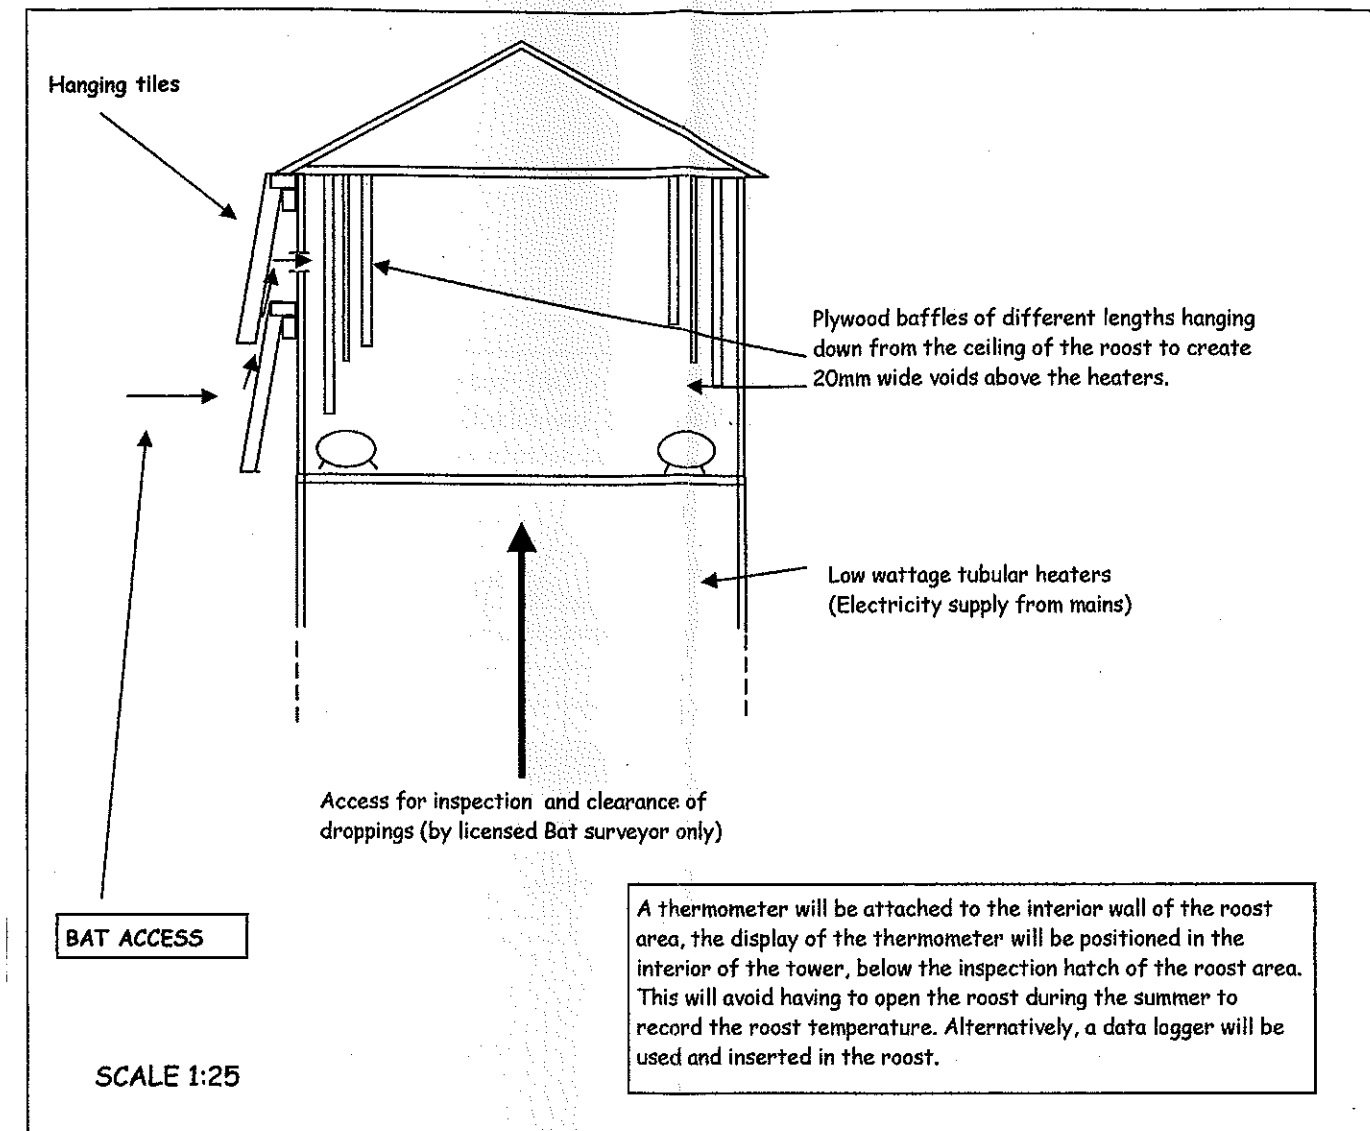 Hanging tiles
Plywood baffles of different lengths hanging
down from the ceiling of the roost to create
20mm wide voids above the heaters.
Low wattage tubular heaters
(Electricity supply from mains)
Access for inspection and clearance of
droppings (by licensed Bat surveyor only)
BAT ACCESS
A thermometer will be attached to the interior wall of the roost
area, the display of the thermometer will be positioned in the
interior of the tower, below the inspection hatch of the roost area.
This will avoid having to open the roost during the summer to
record the roost temperature. Alternatively, a data logger will be
used and inserted in the roost.
SCALE 1:25